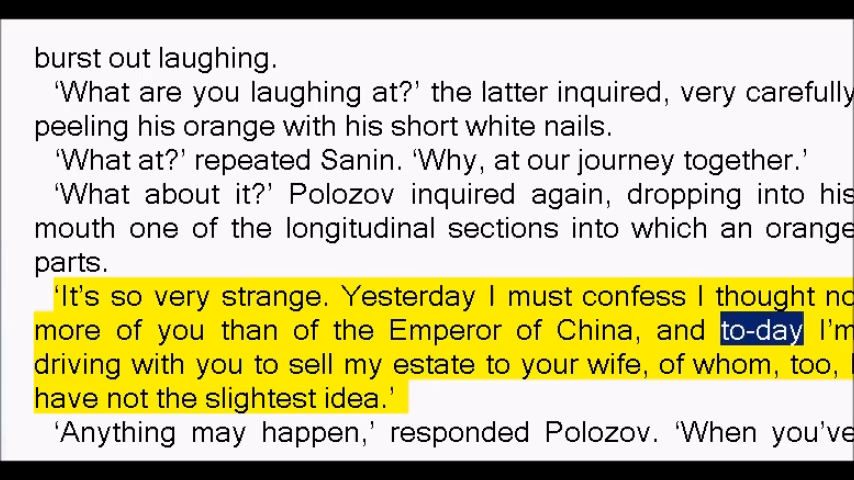 burst out laughing.
‘What are you laughing at?’ the latter inquired, very carefully
peeling his orange with his short white nails.
‘What at?’ repeated Sanin. ‘Why, at our journey together.’
‘What about it?’ Polozov inquired again, dropping into his
mouth one of the longitudinal sections into which an orange
parts.
‘It’s so very strange. Yesterday I must confess I thought no
more of you than of the Emperor of China, and to-day I’m
driving with you to sell my estate to your wife, of whom, too, I
have not the slightest idea.’
‘Anything may happen,’ responded Polozov. ‘When you’ve